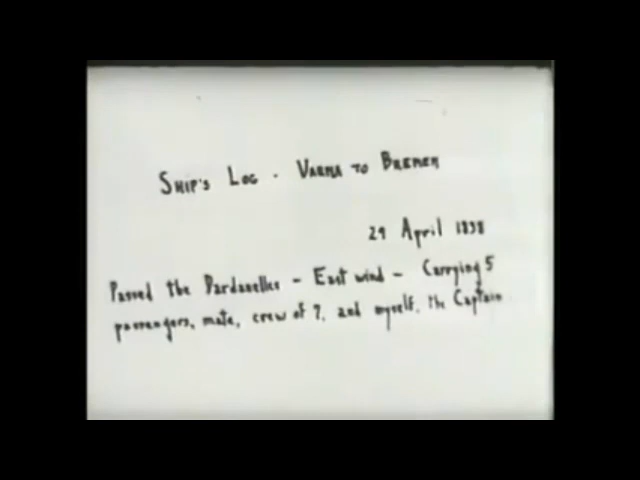 Ship's Log . Varna to Bremen
29 April 1838
Passed the Dardanelles - East wind - Carrying 5
passengers, mate, crew of 7, and myself, the Captain